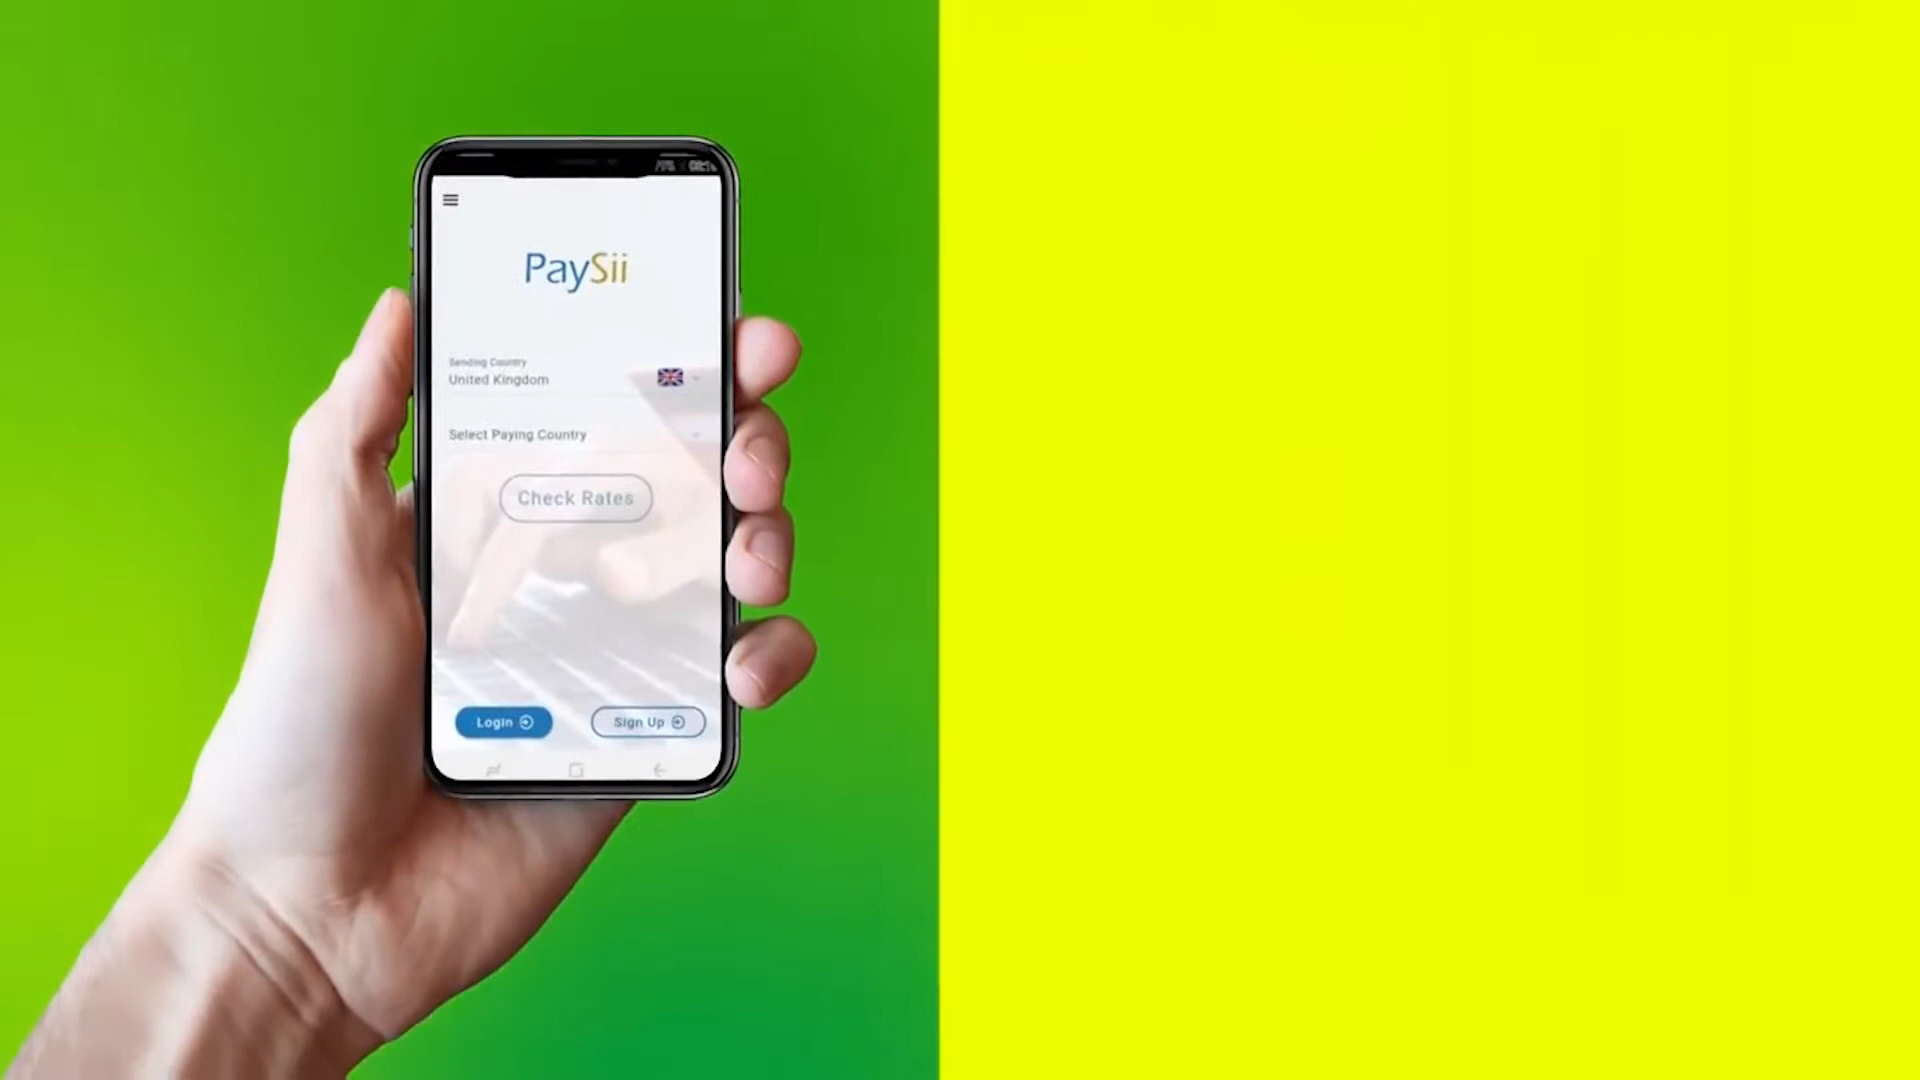 PaySii
Sending Country
United Kingdom
Select Paying Country
Check Rates
Login
Sign Up